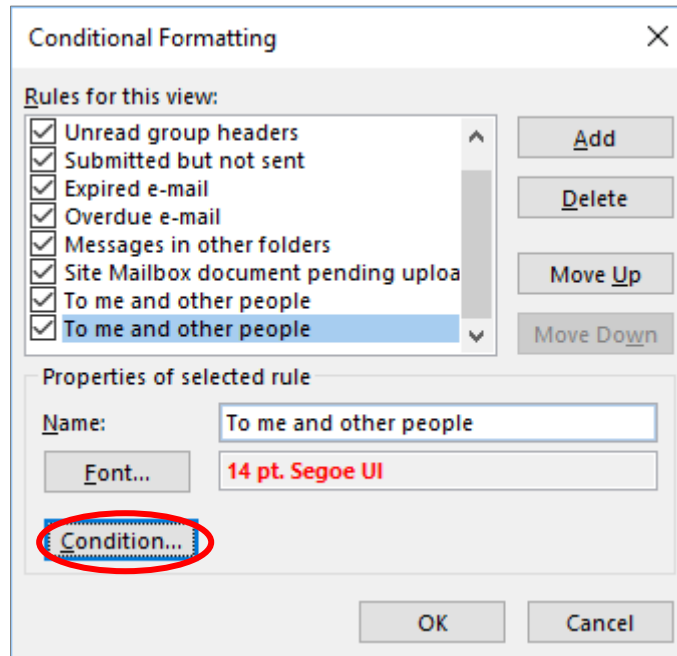 Conditional Formatting
Rules for this view:
Unread group headers
Submitted but not sent
Expired e-mail
Overdue e-mail
Messages in other folders
Site Mailbox document pending uploa
To me and other people
To me and other people
Add
Delete
Move Up
Move Down
Properties of selected rule
Name: To me and other people
Font... 14 pt. Segoe UI
Condition...
OK Cancel